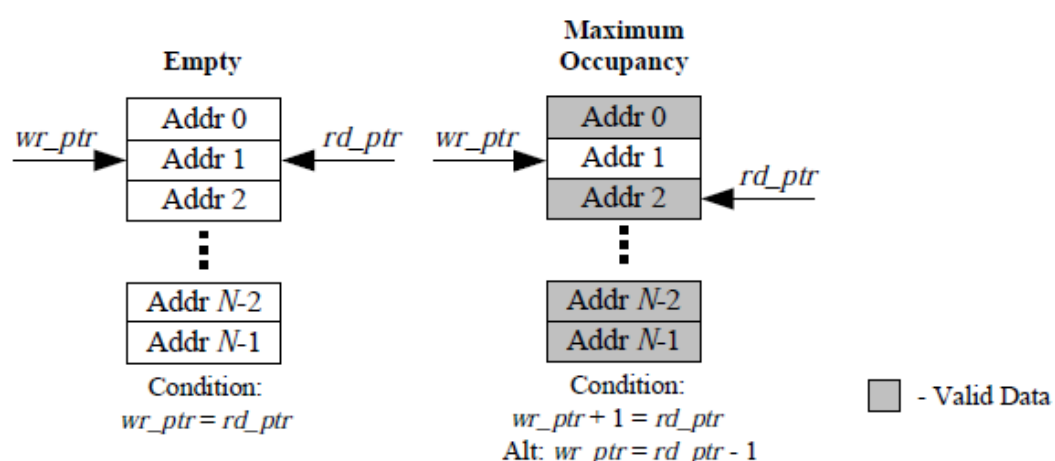 Empty
wr_ptr
Addr 0
Addr 1
Addr 2
rd_ptr
Addr N-2
Addr N-1
Condition:
wr_ptr = rd_ptr
Maximum
Occupancy
wr_ptr
Addr 0
Addr 1
Addr 2
rd_ptr
Addr N-2
Addr N-1
Condition:
wr_ptr + 1 = rd_ptr
Alt: wr_ptr = rd_ptr - 1
- Valid Data